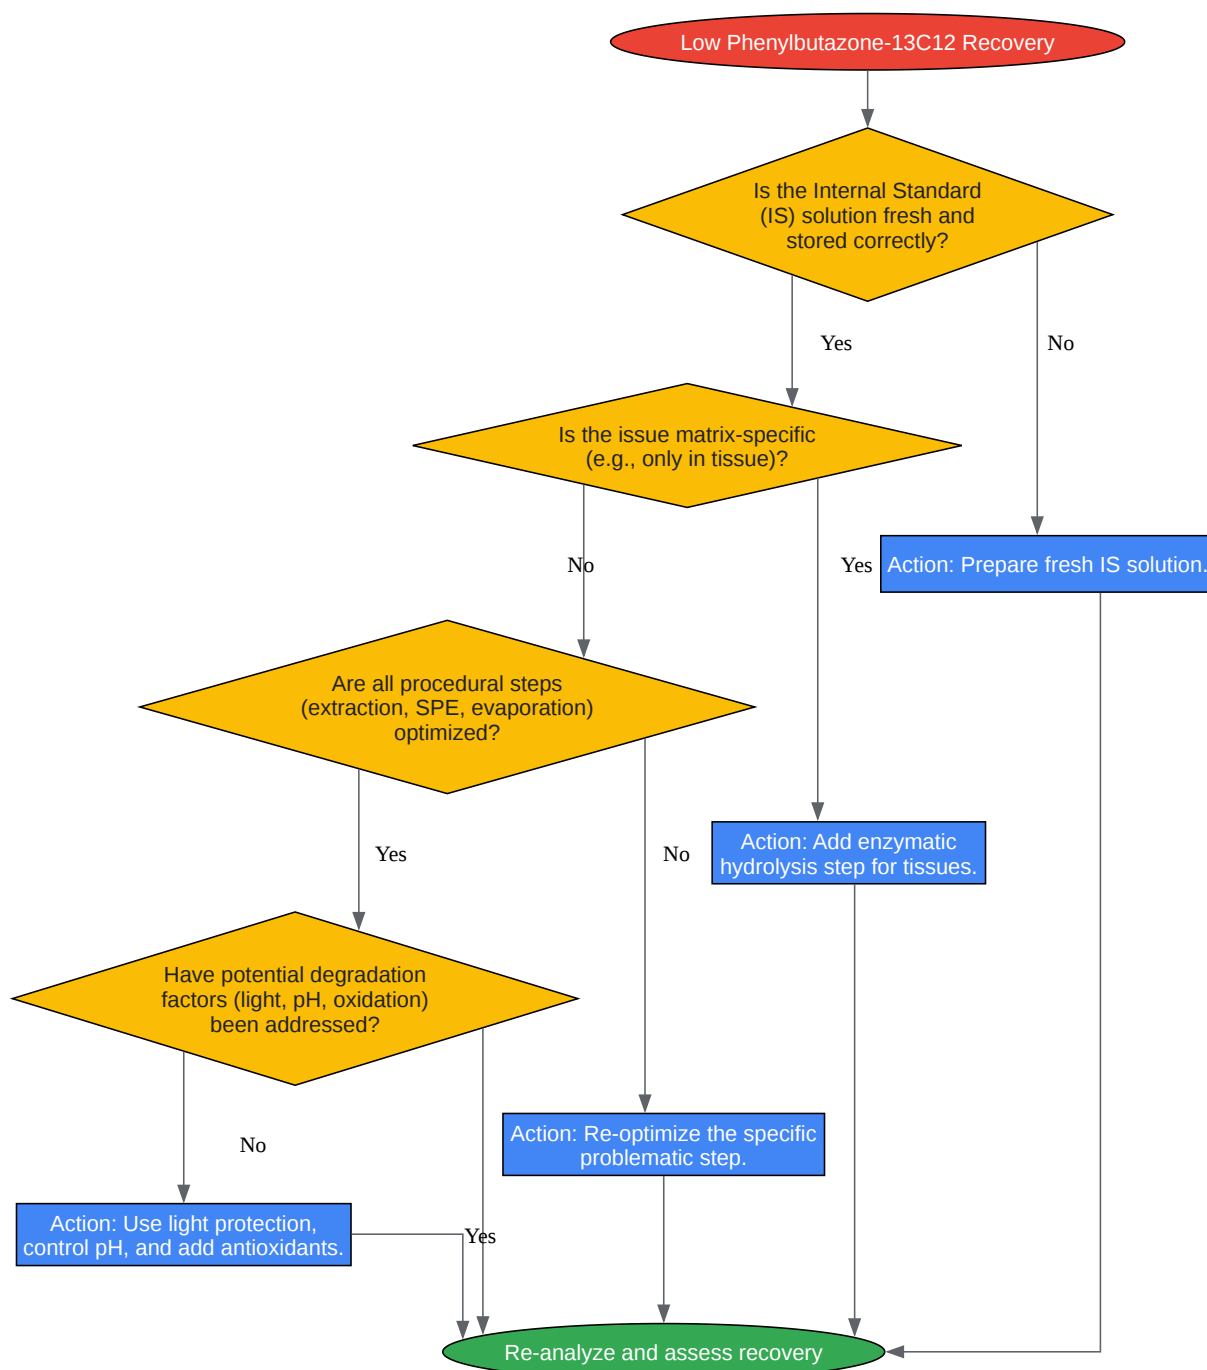 Low Phenylbutazone-13C12 Recovery
Is the Internal Standard
(IS) solution fresh and
stored correctly?
Yes
No
Is the issue matrix-specific
(e.g., only in tissue)?
No
Yes
Action: Prepare fresh IS solution.
Are all procedural steps
(extraction, SPE, evaporation)
optimized?
Yes
No
Action: Add enzymatic
hydrolysis step for tissues.
Have potential degradation
factors (light, pH, oxidation)
been addressed?
No
Action: Re-optimize the specific
problematic step.
Action: Use light protection,
control pH, and add antioxidants.
Yes
Re-analyze and assess recovery